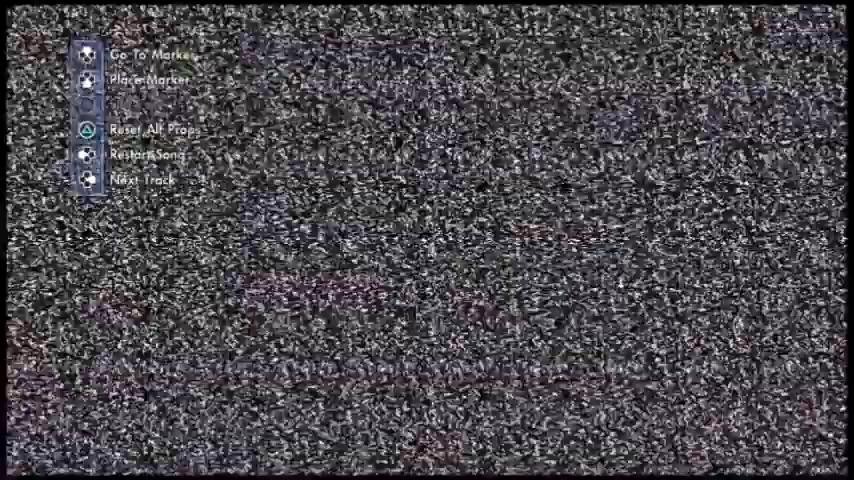 Go To Marker
Place Marker
Reset All Props
Restart Song
Next Track